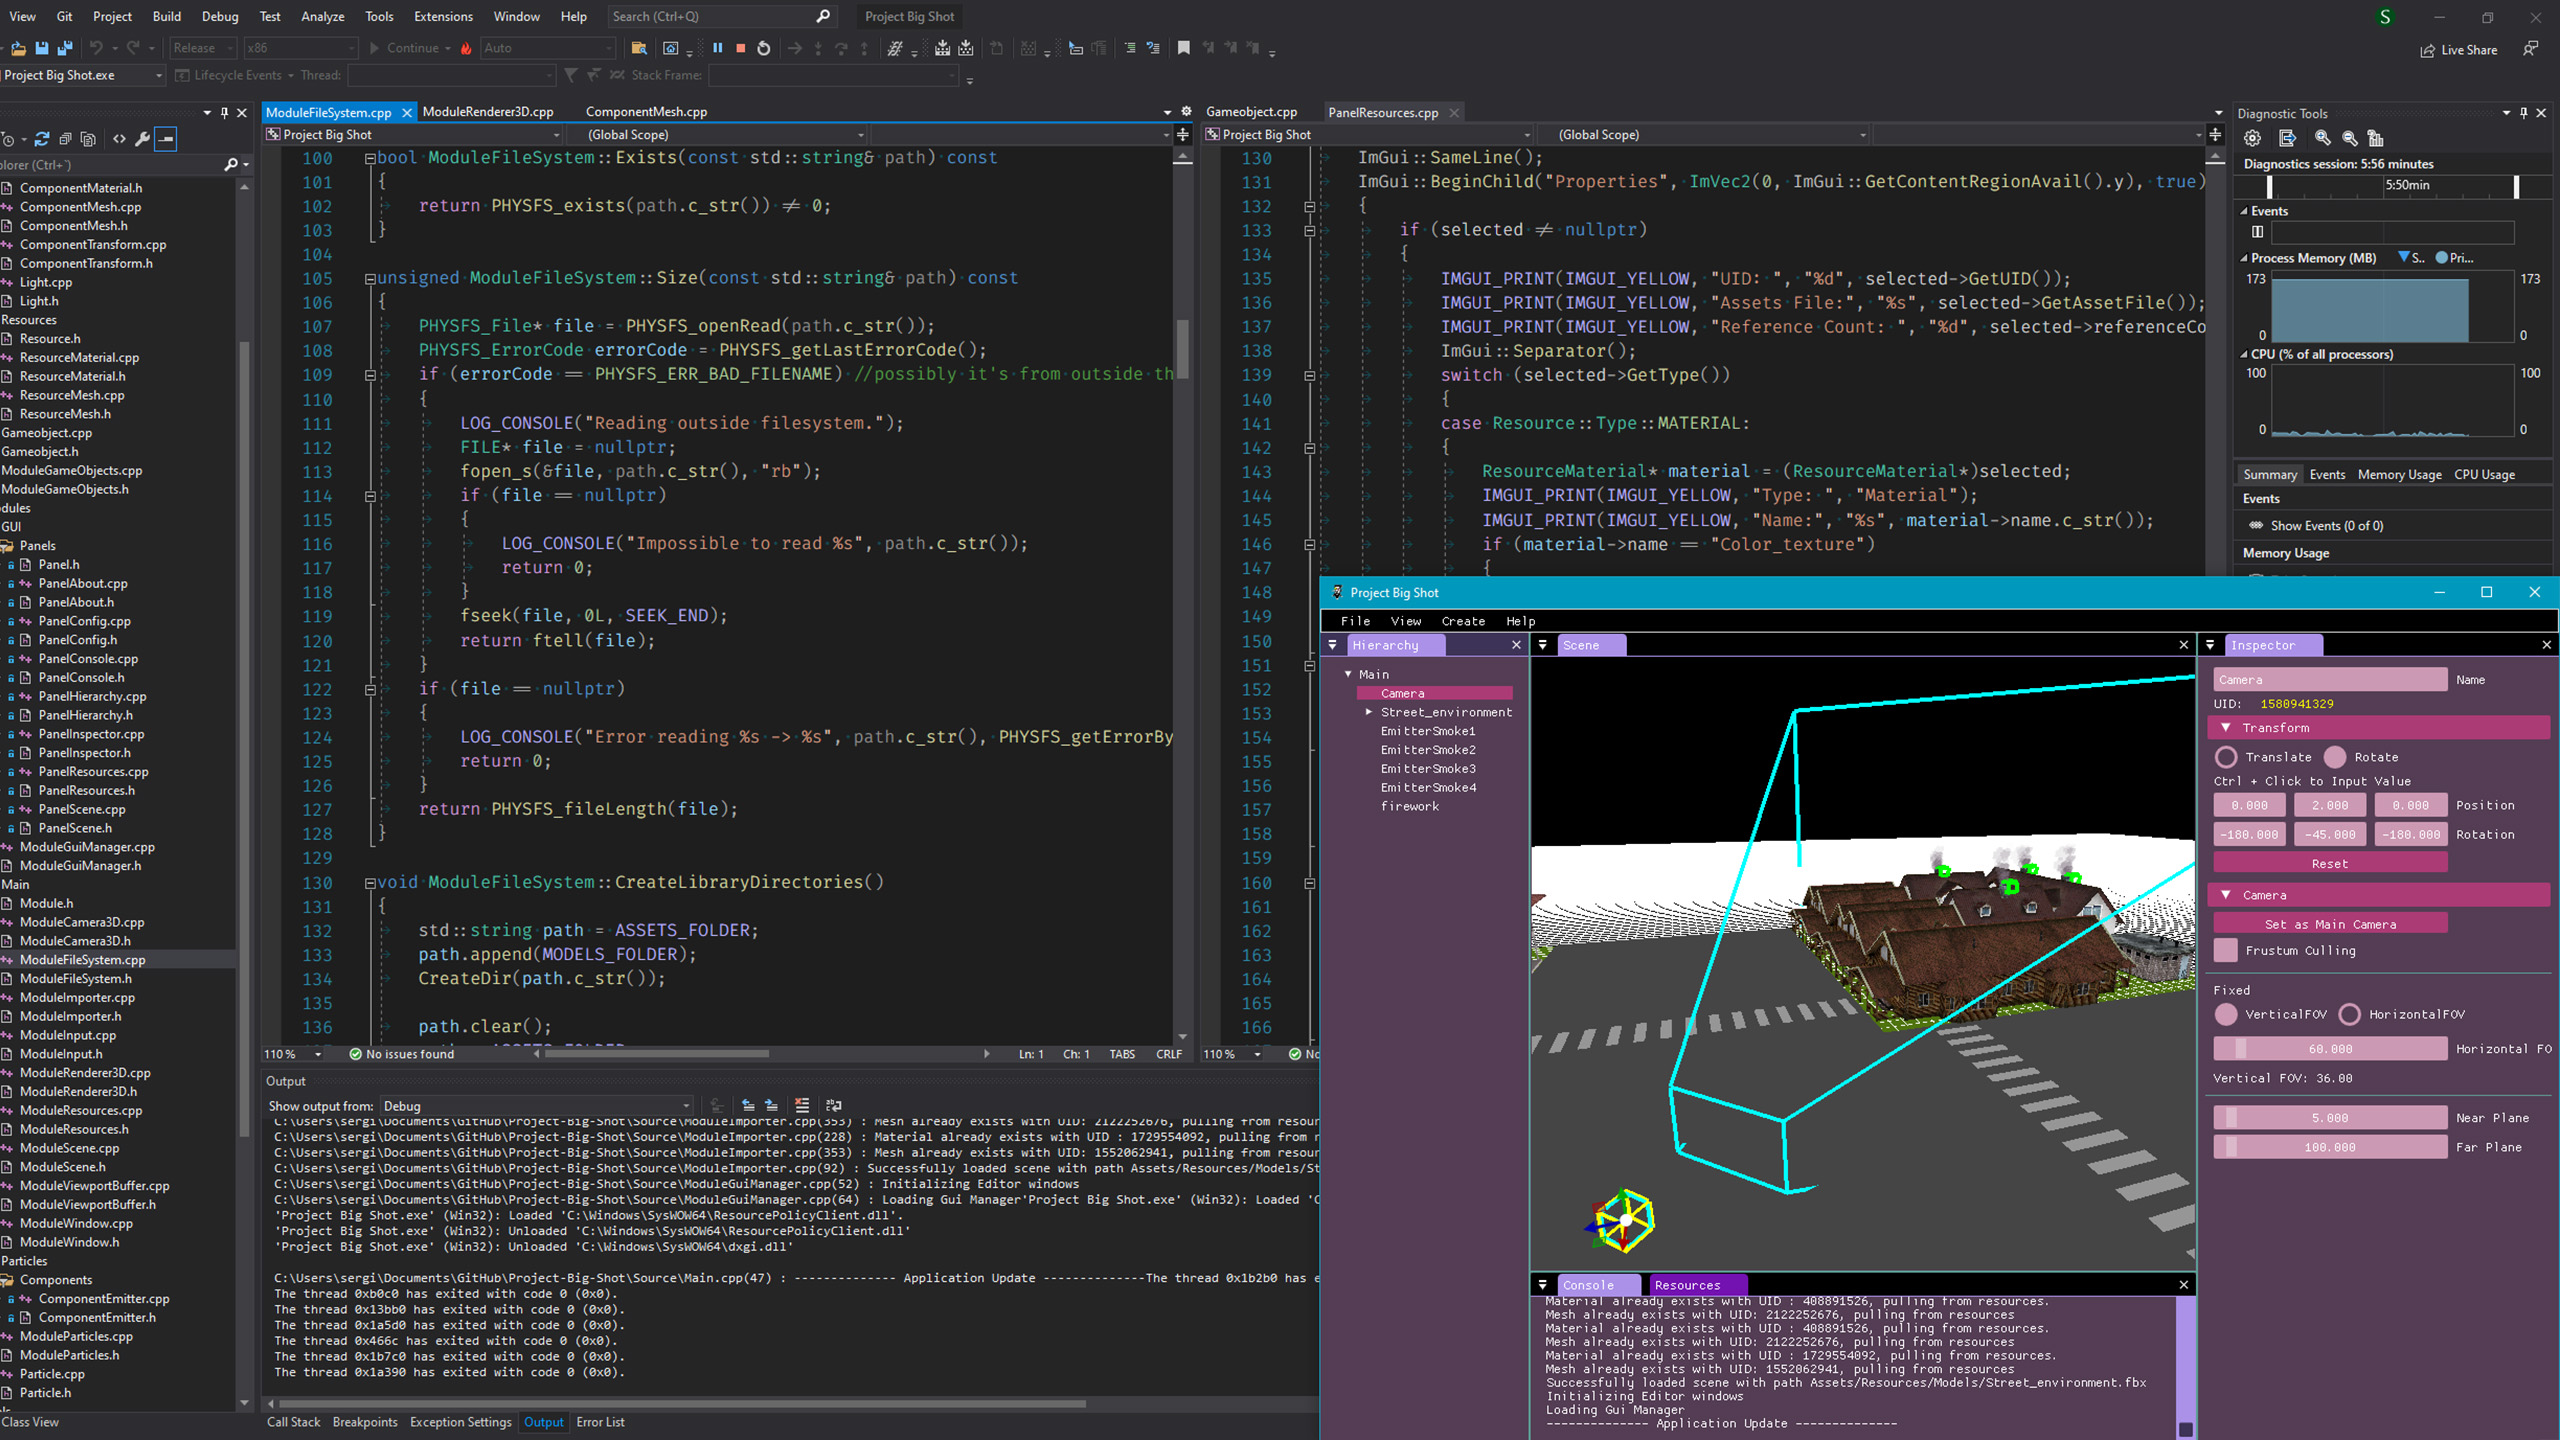 View Git Project Build Debug Test Analyze Tools Extensions Window Help Search (Ctrl+Q) Project Big Shot S
Release x86 Continue Auto Live Share
Project Big Shot.exe Lifecycle Events Thread: Stack Frame:
plorer (Ctrl+¨)
ComponentMaterial.h
ComponentMesh.cpp
ComponentMesh.h
ComponentTransform.cpp
ComponentTransform.h
Light.cpp
Light.h
Resources
Resource.h
ResourceMaterial.cpp
ResourceMaterial.h
ResourceMesh.cpp
ResourceMesh.h
Gameobject.cpp
Gameobject.h
ModuleGameObjects.cpp
ModuleGameObjects.h
dules
GUI
Panels
Panel.h
PanelAbout.cpp
PanelAbout.h
PanelConfig.cpp
PanelConfig.h
PanelConsole.cpp
PanelConsole.h
PanelHierarchy.cpp
PanelHierarchy.h
PanelInspector.cpp
PanelInspector.h
PanelResources.cpp
PanelResources.h
PanelScene.cpp
PanelScene.h
ModuleGuiManager.cpp
ModuleGuiManager.h
Main
Module.h
ModuleCamera3D.cpp
ModuleCamera3D.h
ModuleFileSystem.cpp
ModuleFileSystem.h
ModuleImporter.cpp
ModuleImporter.h
ModuleInput.cpp
ModuleInput.h
ModuleRenderer3D.cpp
ModuleRenderer3D.h
ModuleResources.cpp
ModuleResources.h
ModuleScene.cpp
ModuleScene.h
ModuleViewportBuffer.cpp
ModuleViewportBuffer.h
ModuleWindow.cpp
ModuleWindow.h
Particles
Components
ComponentEmitter.cpp
ComponentEmitter.h
ModuleParticles.cpp
ModuleParticles.h
Particle.cpp
Particle.h
Class View
ModuleFileSystem.cpp ModuleRenderer3D.cpp ComponentMesh.cpp
Project Big Shot (Global Scope)
100 bool ModuleFileSystem::Exists(const std::string& path) const
101 {
102 return PHYSFS_exists(path.c_str()) ≠ 0;
103 }
104
105 unsigned ModuleFileSystem::Size(const std::string& path) const
106 {
107 PHYSFS_File* file = PHYSFS_openRead(path.c_str());
108 PHYSFS_ErrorCode errorCode = PHYSFS_getLastErrorCode();
109 if (errorCode == PHYSFS_ERR_BAD_FILENAME) //possibly it's from outside th
110 {
111 LOG_CONSOLE("Reading outside filesystem.");
112 FILE* file = nullptr;
113 fopen_s(&file, path.c_str(), "rb");
114 if (file == nullptr)
115 {
116 LOG_CONSOLE("Impossible to read %s", path.c_str());
117 return 0;
118 }
119 fseek(file, 0L, SEEK_END);
120 return ftell(file);
121 }
122 if (file == nullptr)
123 {
124 LOG_CONSOLE("Error reading %s -> %s", path.c_str(), PHYSFS_getErrorBy
125 return 0;
126 }
127 return PHYSFS_fileLength(file);
128 }
129
130 void ModuleFileSystem::CreateLibraryDirectories()
131 {
132 std::string path = ASSETS_FOLDER;
133 path.append(MODELS_FOLDER);
134 CreateDir(path.c_str());
135
136 path.clear();
110 % No issues found Ln: 1 Ch: 1 TABS CRLF
Gameobject.cpp PanelResources.cpp
Project Big Shot (Global Scope)
130 ImGui::SameLine();
131 ImGui::BeginChild("Properties", ImVec2(0, ImGui::GetContentRegionAvail().y), true)
132 {
133 if (selected ≠ nullptr)
134 {
135 IMGUI_PRINT(IMGUI_YELLOW, "UID: ", "%d", selected->GetUID());
136 IMGUI_PRINT(IMGUI_YELLOW, "Assets File:", "%s", selected->GetAssetFile());
137 IMGUI_PRINT(IMGUI_YELLOW, "Reference Count: ", "%d", selected->referenceCo
138 ImGui::Separator();
139 switch (selected->GetType())
140 {
141 case Resource::Type::MATERIAL:
142 {
143 ResourceMaterial* material = (ResourceMaterial*)selected;
144 IMGUI_PRINT(IMGUI_YELLOW, "Type: ", "Material");
145 IMGUI_PRINT(IMGUI_YELLOW, "Name:", "%s", material->name.c_str());
146 if (material->name == "Color_texture")
147 {
148
149
150
151
152
153
154
155
156
157
158
159
160
161
162
163
164
165
166
110 % No
Diagnostic Tools
Diagnostics session: 5:56 minutes
5:50min
Events
Process Memory (MB) S.. Pri...
173 173
0 0
CPU (% of all processors)
100 100
0 0
Summary Events Memory Usage CPU Usage
Events
Show Events (0 of 0)
Memory Usage
Output
Show output from: Debug
C:\Users\sergi\Documents\GitHub\Project-Big-Shot\Source\ModuleImporter.cpp(353) : Mesh already exists with UID: 2122252676, pulling from resour
C:\Users\sergi\Documents\GitHub\Project-Big-Shot\Source\ModuleImporter.cpp(228) : Material already exists with UID : 1729554092, pulling from r
C:\Users\sergi\Documents\GitHub\Project-Big-Shot\Source\ModuleImporter.cpp(353) : Mesh already exists with UID: 1552062941, pulling from resour
C:\Users\sergi\Documents\GitHub\Project-Big-Shot\Source\ModuleImporter.cpp(92) : Successfully loaded scene with path Assets/Resources/Models/St
C:\Users\sergi\Documents\GitHub\Project-Big-Shot\Source\ModuleGuiManager.cpp(52) : Initializing Editor windows
C:\Users\sergi\Documents\GitHub\Project-Big-Shot\Source\ModuleGuiManager.cpp(64) : Loading Gui Manager'Project Big Shot.exe' (Win32): Loaded 'C
'Project Big Shot.exe' (Win32): Loaded 'C:\Windows\SysWOW64\ResourcePolicyClient.dll'.
'Project Big Shot.exe' (Win32): Unloaded 'C:\Windows\SysWOW64\ResourcePolicyClient.dll'
'Project Big Shot.exe' (Win32): Unloaded 'C:\Windows\SysWOW64\dxgi.dll'
C:\Users\sergi\Documents\GitHub\Project-Big-Shot\Source\Main.cpp(47) : -------------- Application Update --------------The thread 0x1b2b0 has e
The thread 0xb0c0 has exited with code 0 (0x0).
The thread 0x13bb0 has exited with code 0 (0x0).
The thread 0x1a5d0 has exited with code 0 (0x0).
The thread 0x466c has exited with code 0 (0x0).
The thread 0x1b7c0 has exited with code 0 (0x0).
The thread 0x1a390 has exited with code 0 (0x0).
Call Stack Breakpoints Exception Settings Output Error List
Project Big Shot
File View Create Help
Hierarchy
Main
Camera
Street_environment
EmitterSmoke1
EmitterSmoke2
EmitterSmoke3
EmitterSmoke4
firework
Scene
Inspector
Camera Name
UID: 1580941329
Transform
Translate Rotate
Ctrl + Click to Input Value
0.000 2.000 0.000 Position
-180.000 -45.000 -180.000 Rotation
Reset
Camera
Set as Main Camera
Frustum Culling
Fixed
VerticalFOV HorizontalFOV
60.000 Horizontal FO
Vertical FOV: 36.00
5.000 Near Plane
100.000 Far Plane
Console Resources
Material already exists with UID : 408891526, pulling from resources.
Mesh already exists with UID: 2122252676, pulling from resources
Material already exists with UID : 408891526, pulling from resources.
Mesh already exists with UID: 2122252676, pulling from resources
Material already exists with UID : 1729554092, pulling from resources.
Mesh already exists with UID: 1552062941, pulling from resources
Successfully loaded scene with path Assets/Resources/Models/Street_environment.fbx
Initializing Editor windows
Loading Gui Manager
-------------- Application Update --------------